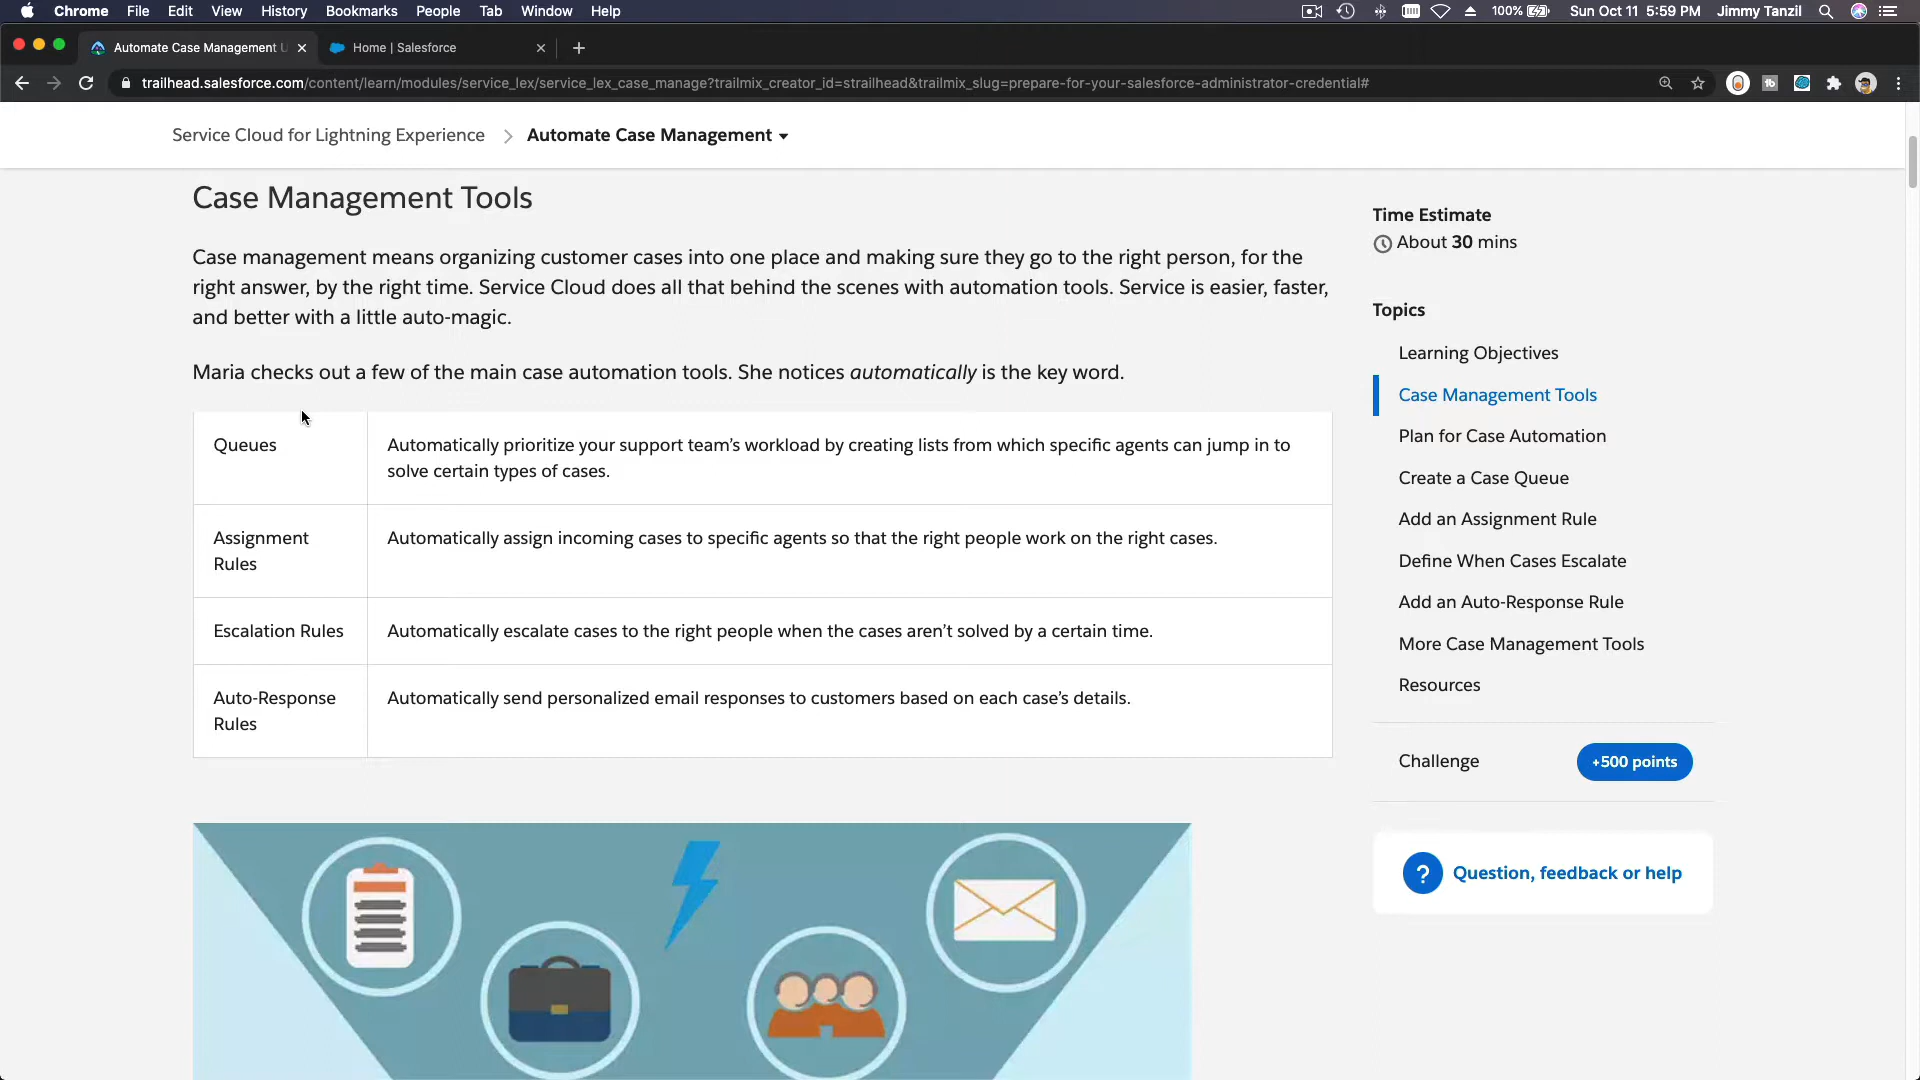 Chrome File Edit View History Bookmarks People Tab Window Help 100% Sun Oct 11 5:59 PM Jimmy Tanzil
Automate Case Management U Home | Salesforce
trailhead.salesforce.com/content/learn/modules/service_lex/service_lex_case_manage?trailmix_creator_id=strailhead&trailmix_slug=prepare-for-your-salesforce-administrator-credential#
Service Cloud for Lightning Experience > Automate Case Management
Case Management Tools
Case management means organizing customer cases into one place and making sure they go to the right person, for the
right answer, by the right time. Service Cloud does all that behind the scenes with automation tools. Service is easier, faster,
and better with a little auto-magic.
Maria checks out a few of the main case automation tools. She notices automatically is the key word.
Queues
Automatically prioritize your support team’s workload by creating lists from which specific agents can jump in to
solve certain types of cases.
Assignment
Rules
Automatically assign incoming cases to specific agents so that the right people work on the right cases.
Escalation Rules
Automatically escalate cases to the right people when the cases aren’t solved by a certain time.
Auto-Response
Rules
Automatically send personalized email responses to customers based on each case’s details.
Time Estimate
About 30 mins
Topics
Learning Objectives
Case Management Tools
Plan for Case Automation
Create a Case Queue
Add an Assignment Rule
Define When Cases Escalate
Add an Auto-Response Rule
More Case Management Tools
Resources
Challenge +500 points
? Question, feedback or help